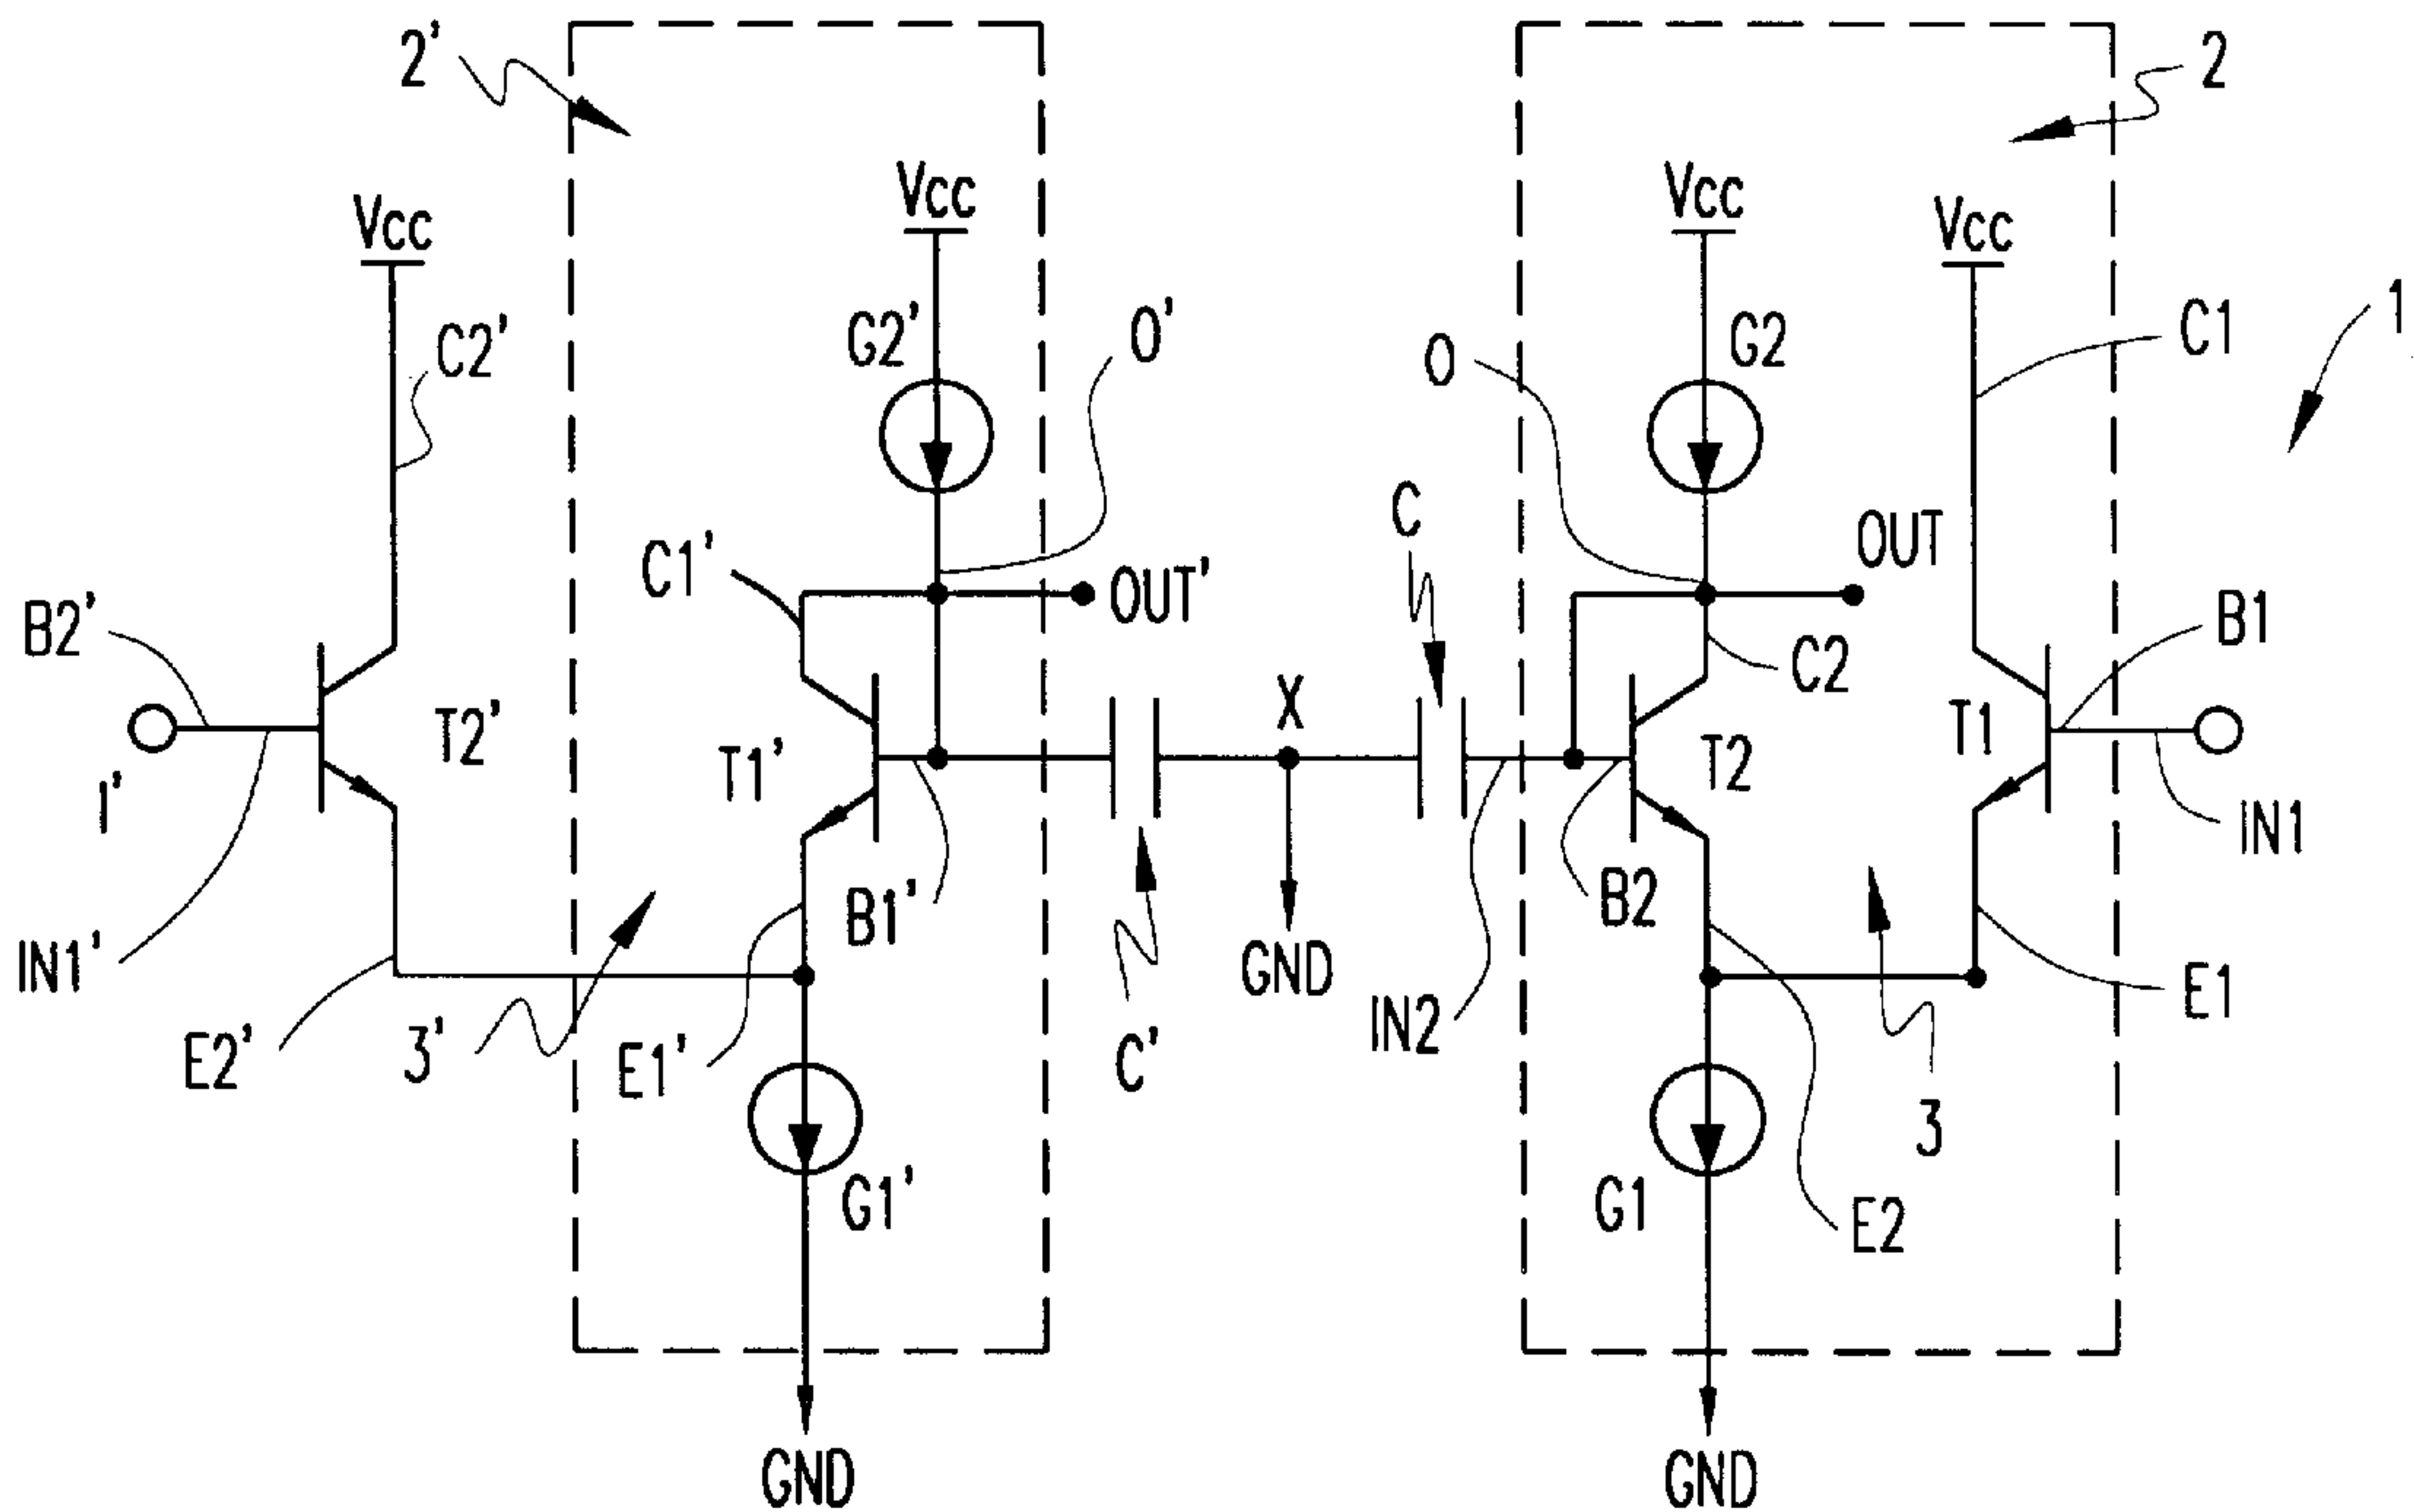 2'
2
Vcc
Vcc
Vcc
Vcc
C2'
G2'
O'
O
G2
C1
1
C
C1'
OUT'
OUT
B2'
B1
C2
X
T2'
T1'
T2
T1
I'
IN1
B1'
B2
IN1'
GND
IN2
E1
E2'
3'
E1'
C'
3
G1'
G1
E2
GND
GND